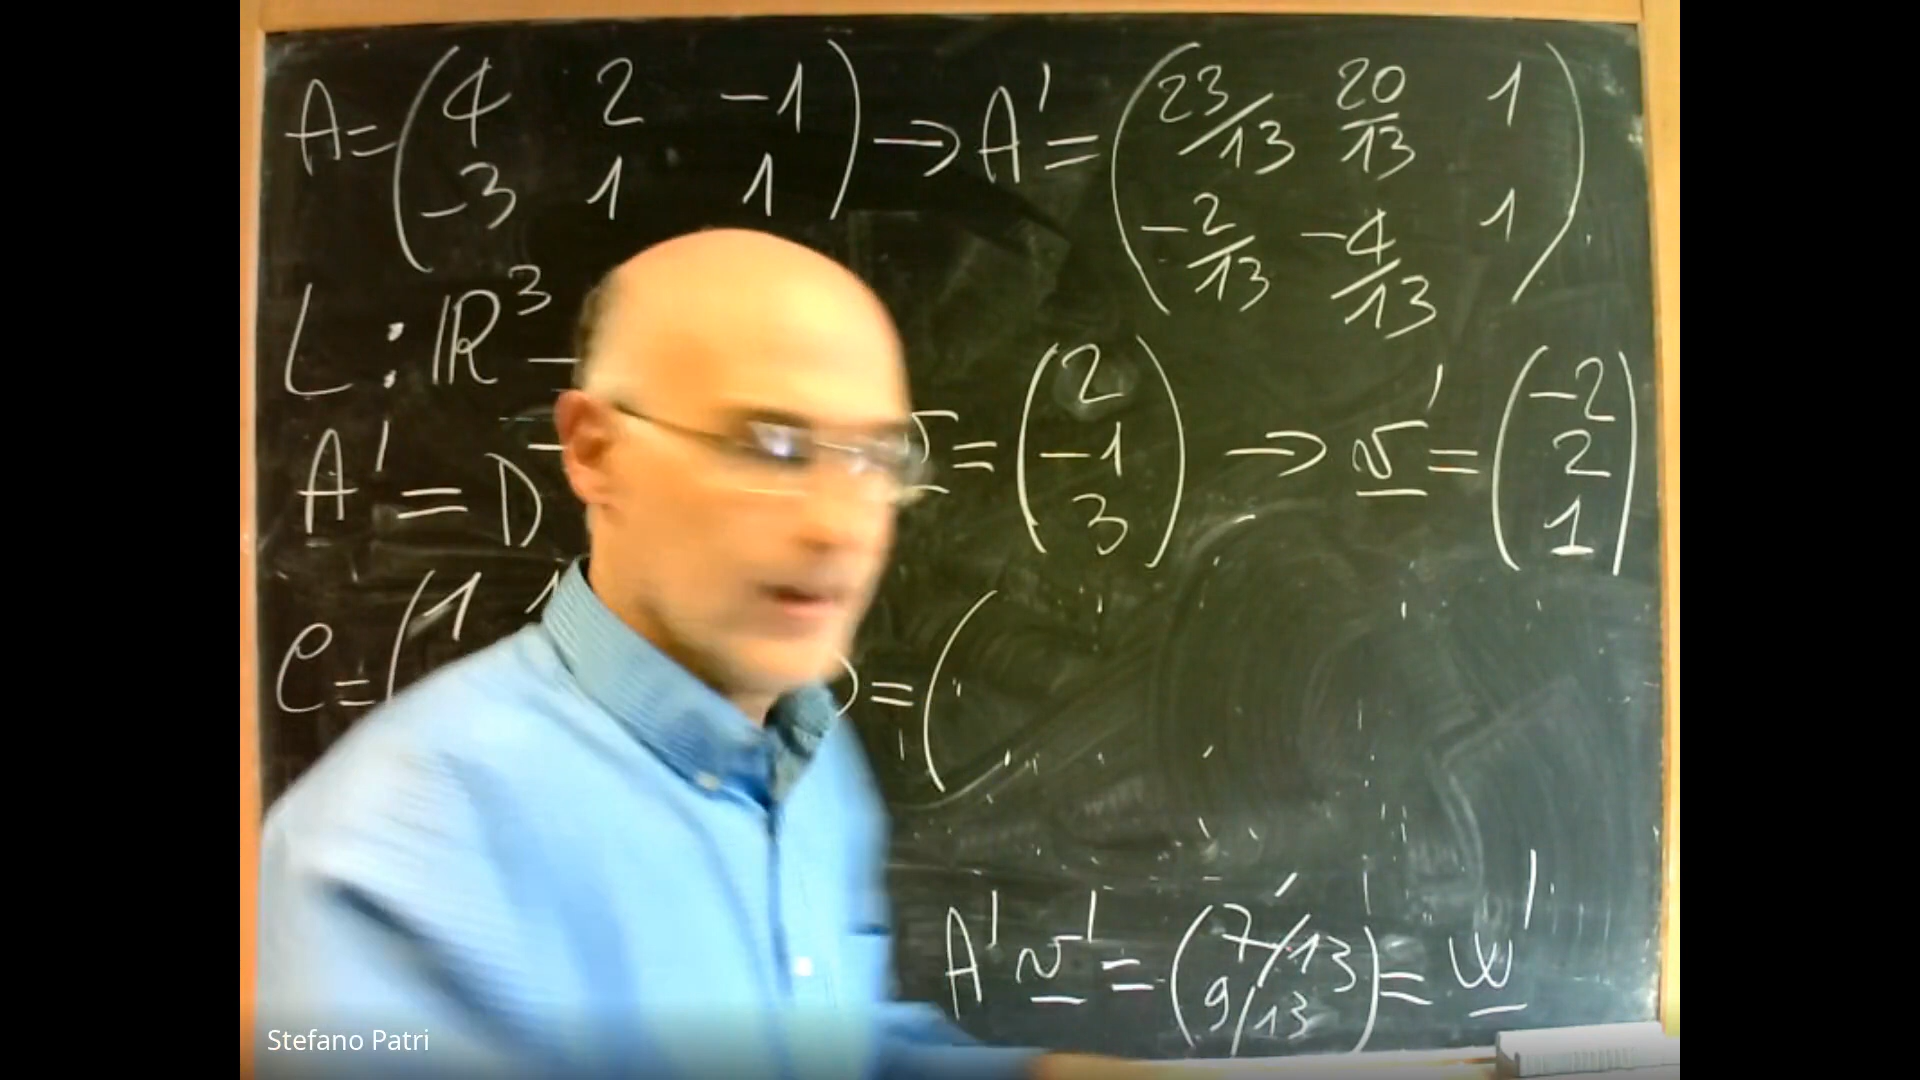 A = ( 4 2 -1 ) → A' = ( 23/13 20/13 1 )
( -3 1 1 ) ( -2/13 -4/13 1 ).
L : ℝ³ –
v = ( 2 ) → v' = ( -2 )
( -1 ) ( 2 )
( 3 ) ( 1 )
A' = D
C = ( 1 1
= (
A' v' = ( 7/13 ) = w'
( 9/13 )
Stefano Patri